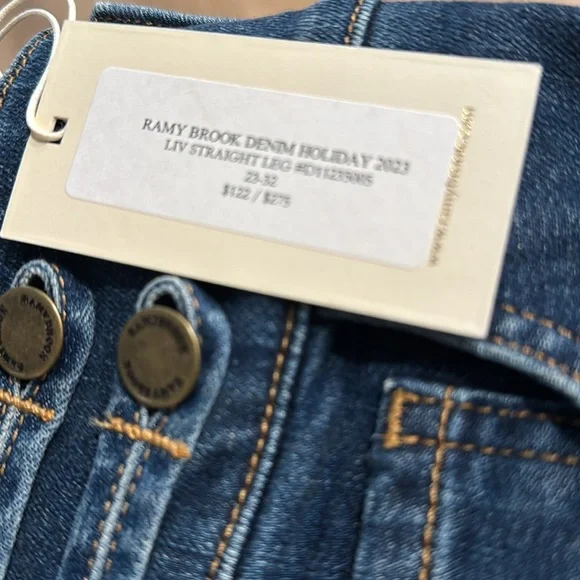 RAMY BROOK DENIM HOLIDAY 2023
LIV STRAIGHT LEG #D11233005
23-32
$122 / $275
www.ramybrook.com
RAMY BROOK
RAMY BROOK